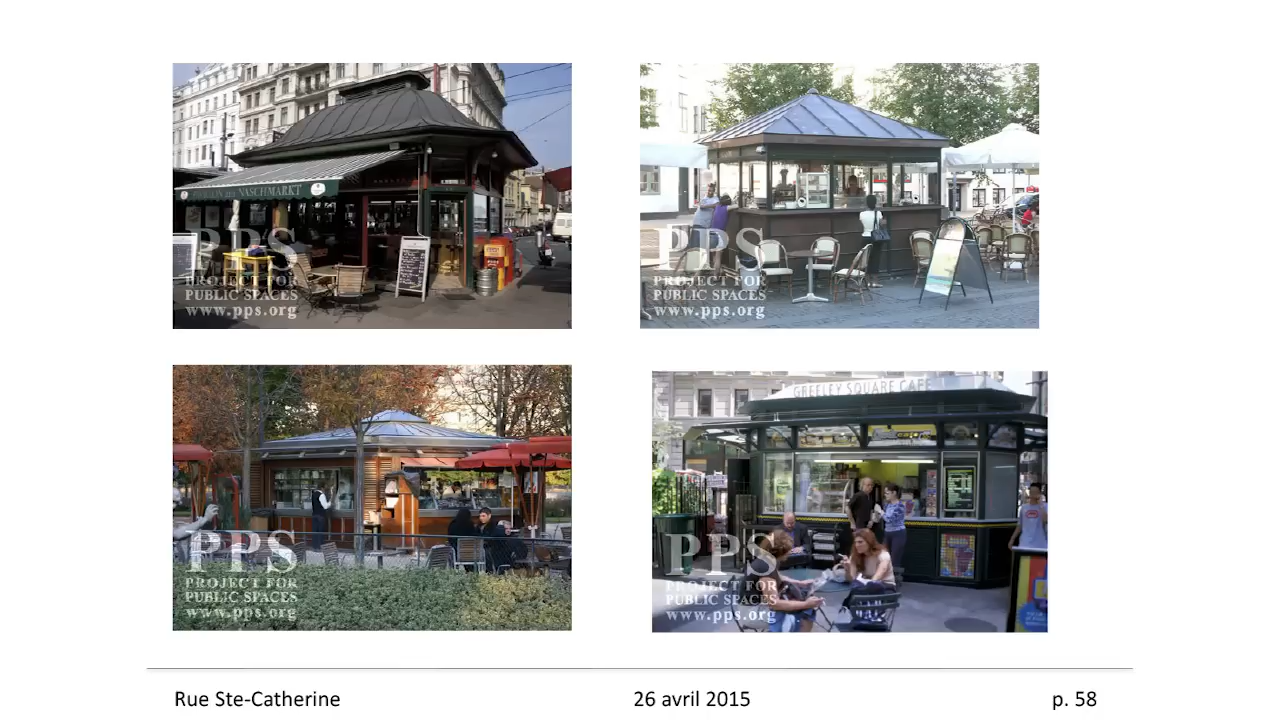 NASCHMARKT
PPS
PROJECT FOR
PUBLIC SPACES
www.pps.org
PPS
PROJECT FOR
PUBLIC SPACES
www.pps.org
PPS
PROJECT FOR
PUBLIC SPACES
www.pps.org
GREELEY SQUARE CAFE
PPS
PROJECT FOR
PUBLIC SPACES
www.pps.org
Rue Ste-Catherine
26 avril 2015
p. 58